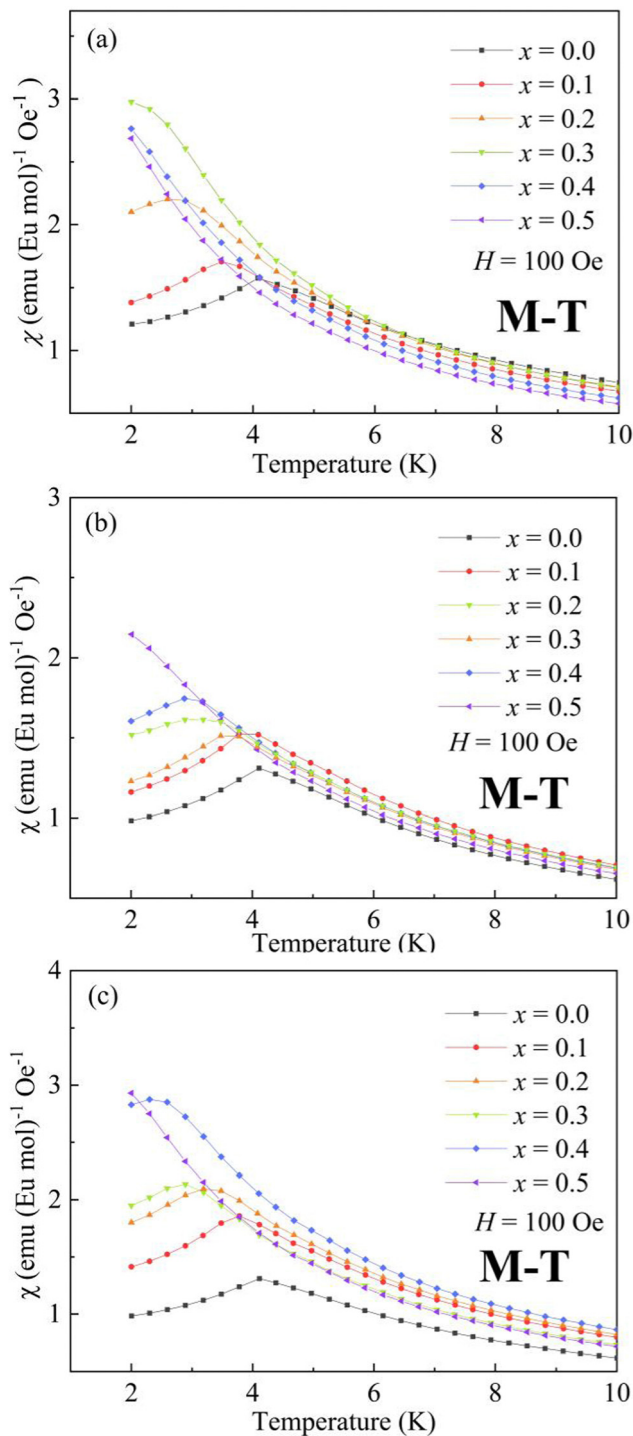 (a)
x = 0.0
x = 0.1
x = 0.2
x = 0.3
x = 0.4
x = 0.5
H = 100 Oe
M-T
3
2
1
χ (emu (Eu mol)⁻¹ Oe⁻¹)
2 4 6 8 10
Temperature (K)
(b)
x = 0.0
x = 0.1
x = 0.2
x = 0.3
x = 0.4
x = 0.5
H = 100 Oe
M-T
3
2
1
χ (emu (Eu mol)⁻¹ Oe⁻¹)
2 4 6 8 10
Temperature (K)
(c)
x = 0.0
x = 0.1
x = 0.2
x = 0.3
x = 0.4
x = 0.5
H = 100 Oe
M-T
4
3
2
1
χ (emu (Eu mol)⁻¹ Oe⁻¹)
2 4 6 8 10
Temperature (K)